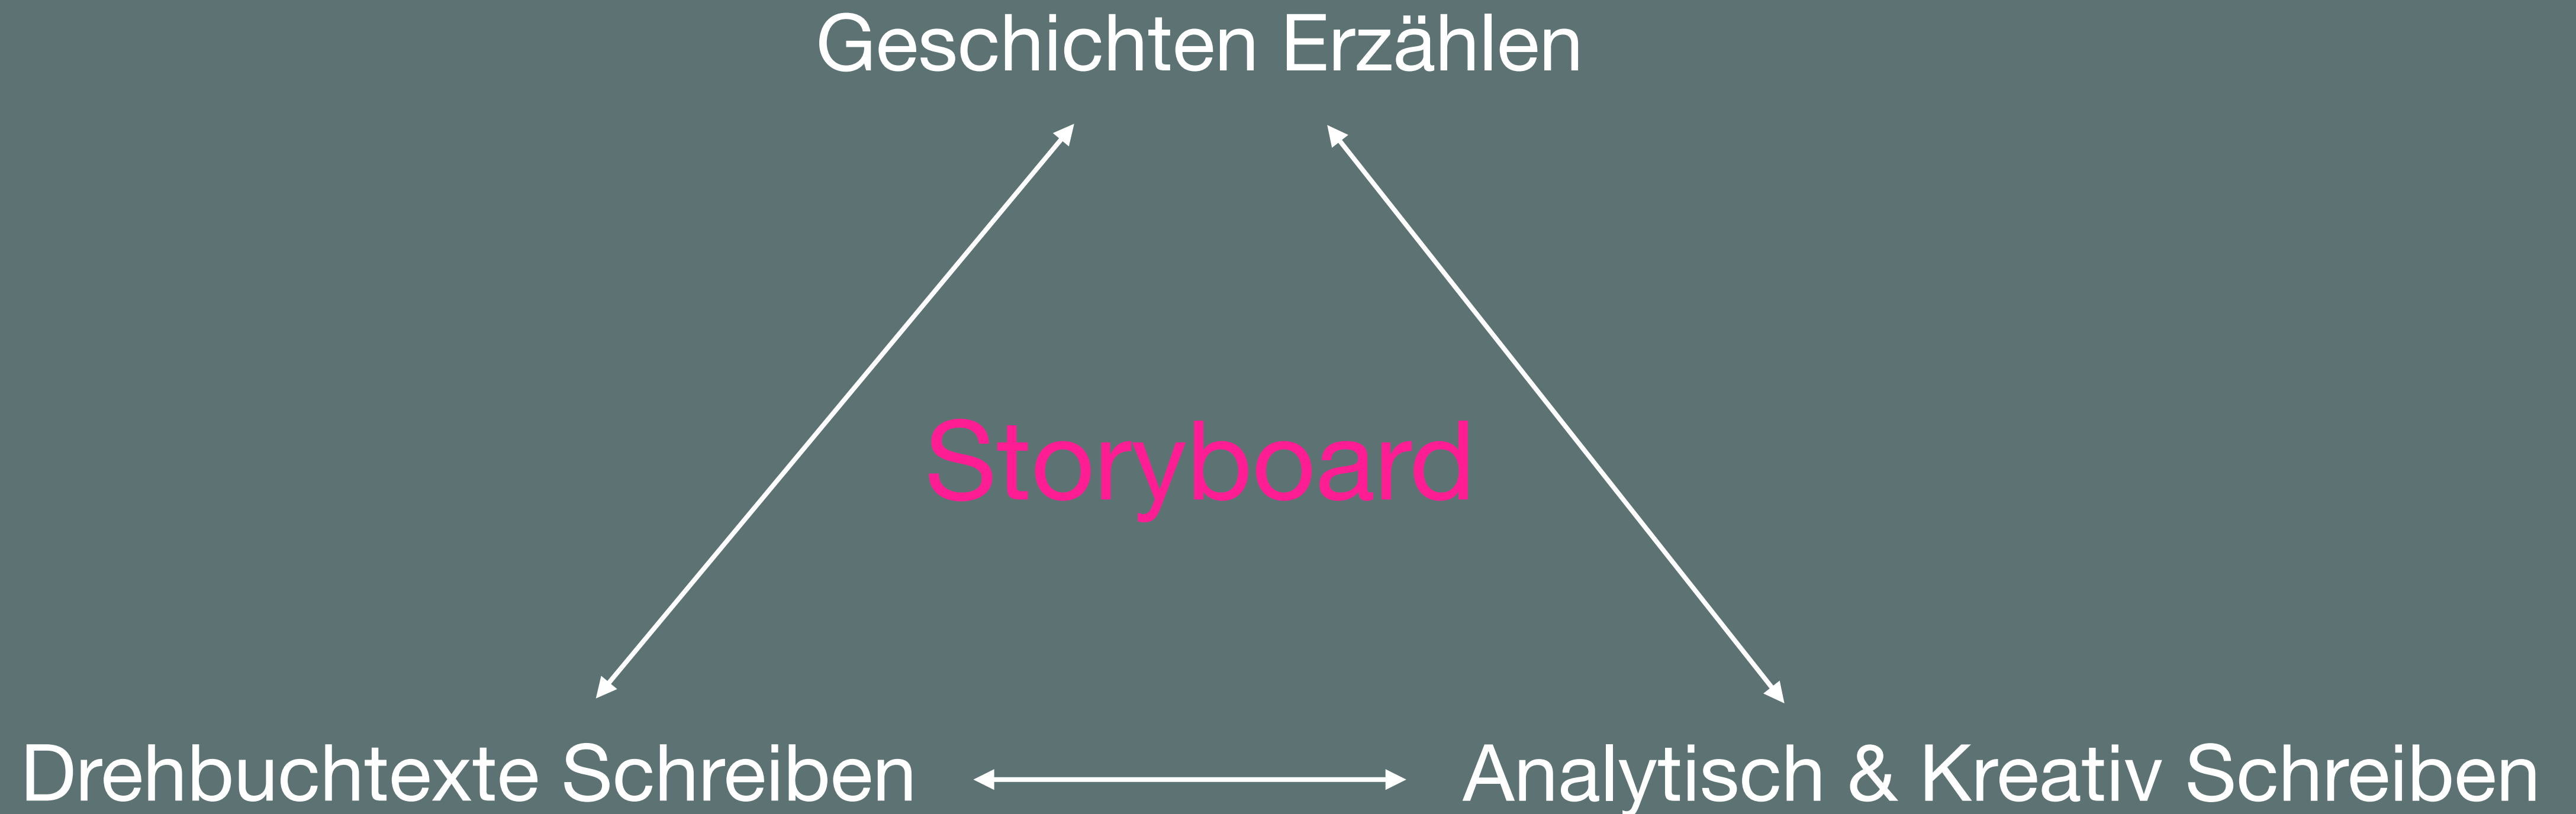 Geschichten Erzählen
Storyboard
Drehbuchtexte Schreiben
Analytisch & Kreativ Schreiben